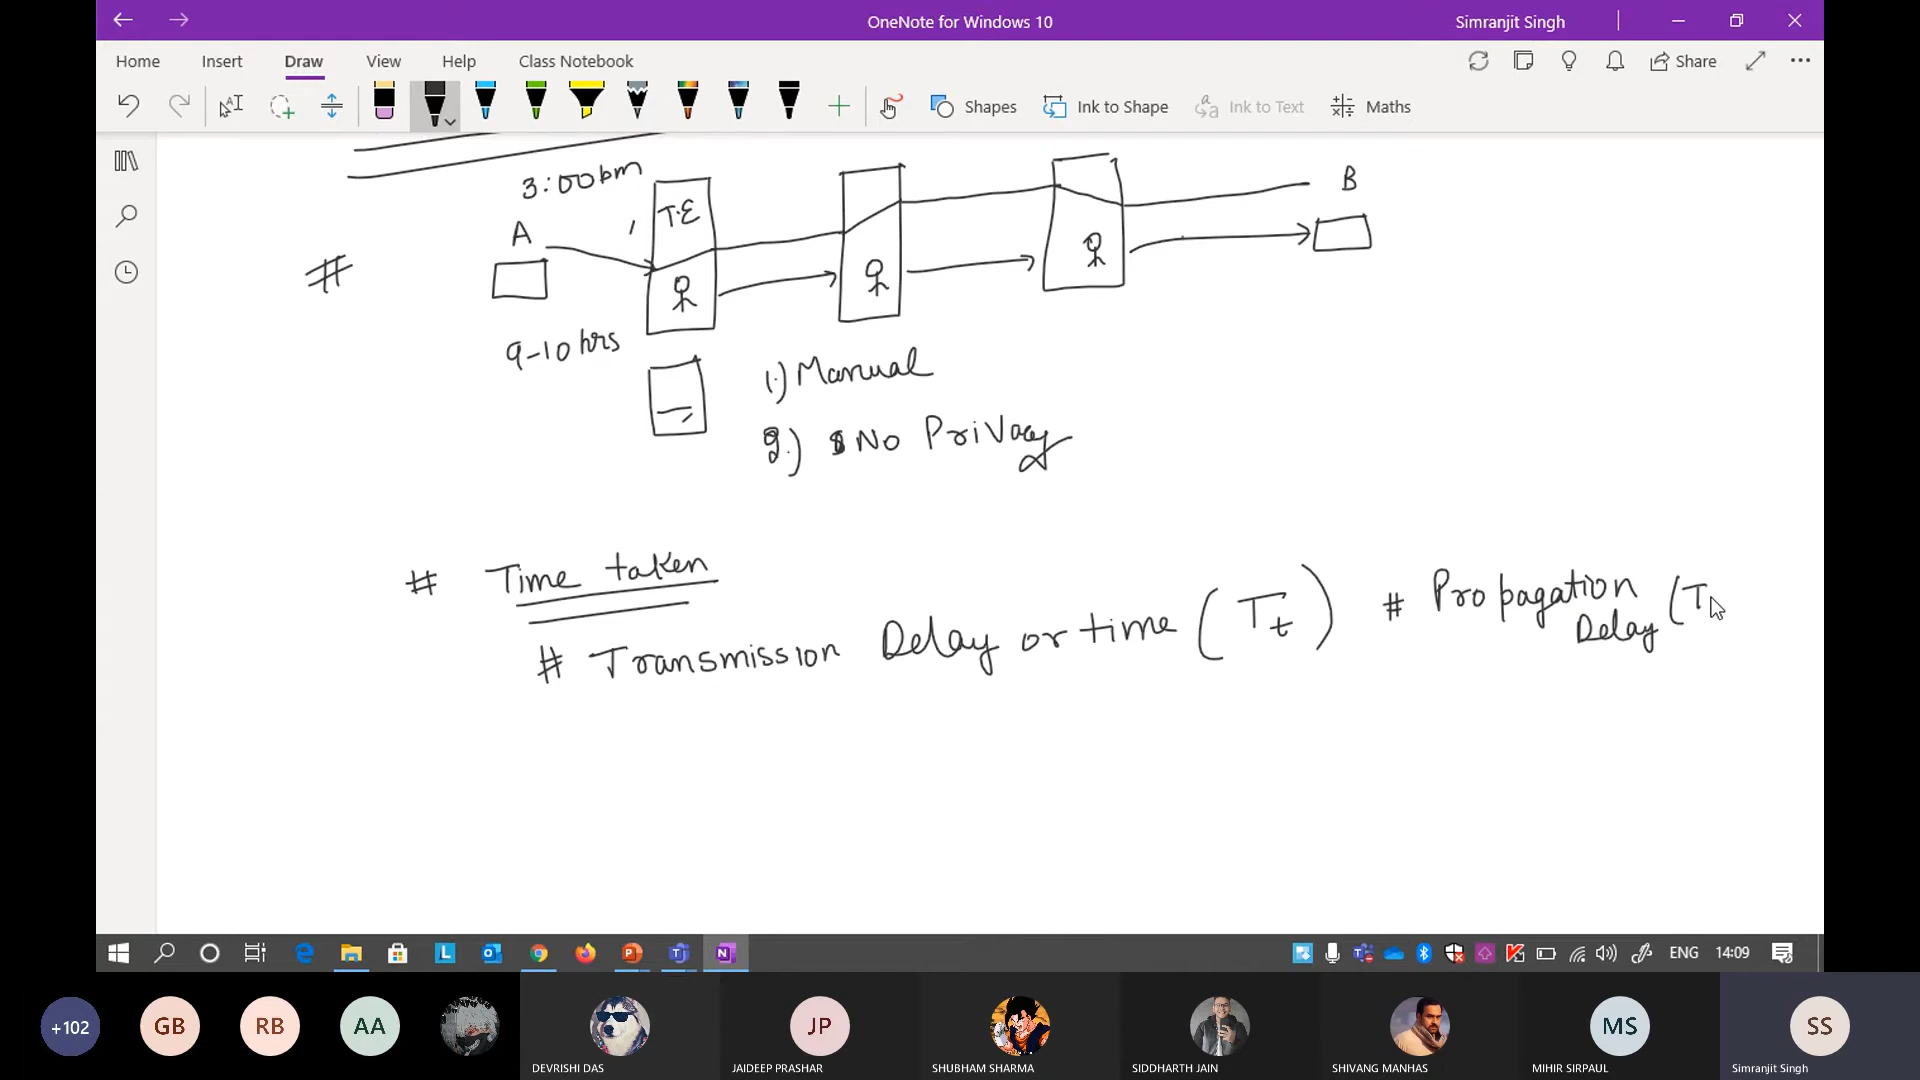 OneNote for Windows 10
Simranjit Singh
Home Insert Draw View Help Class Notebook
Share
Shapes Ink to Shape Ink to Text Maths
3:00pm
A
T.E
B
#
9-10 hrs
1.) Manual
2.) No Privacy
# Time taken
# Transmission Delay or time (Tt)
# Propagation
Delay (T
ENG 14:09
+102 GB RB AA JP MS SS
DEVRISHI DAS JAIDEEP PRASHAR SHUBHAM SHARMA SIDDHARTH JAIN SHIVANG MANHAS MIHIR SIRPAUL Simranjit Singh